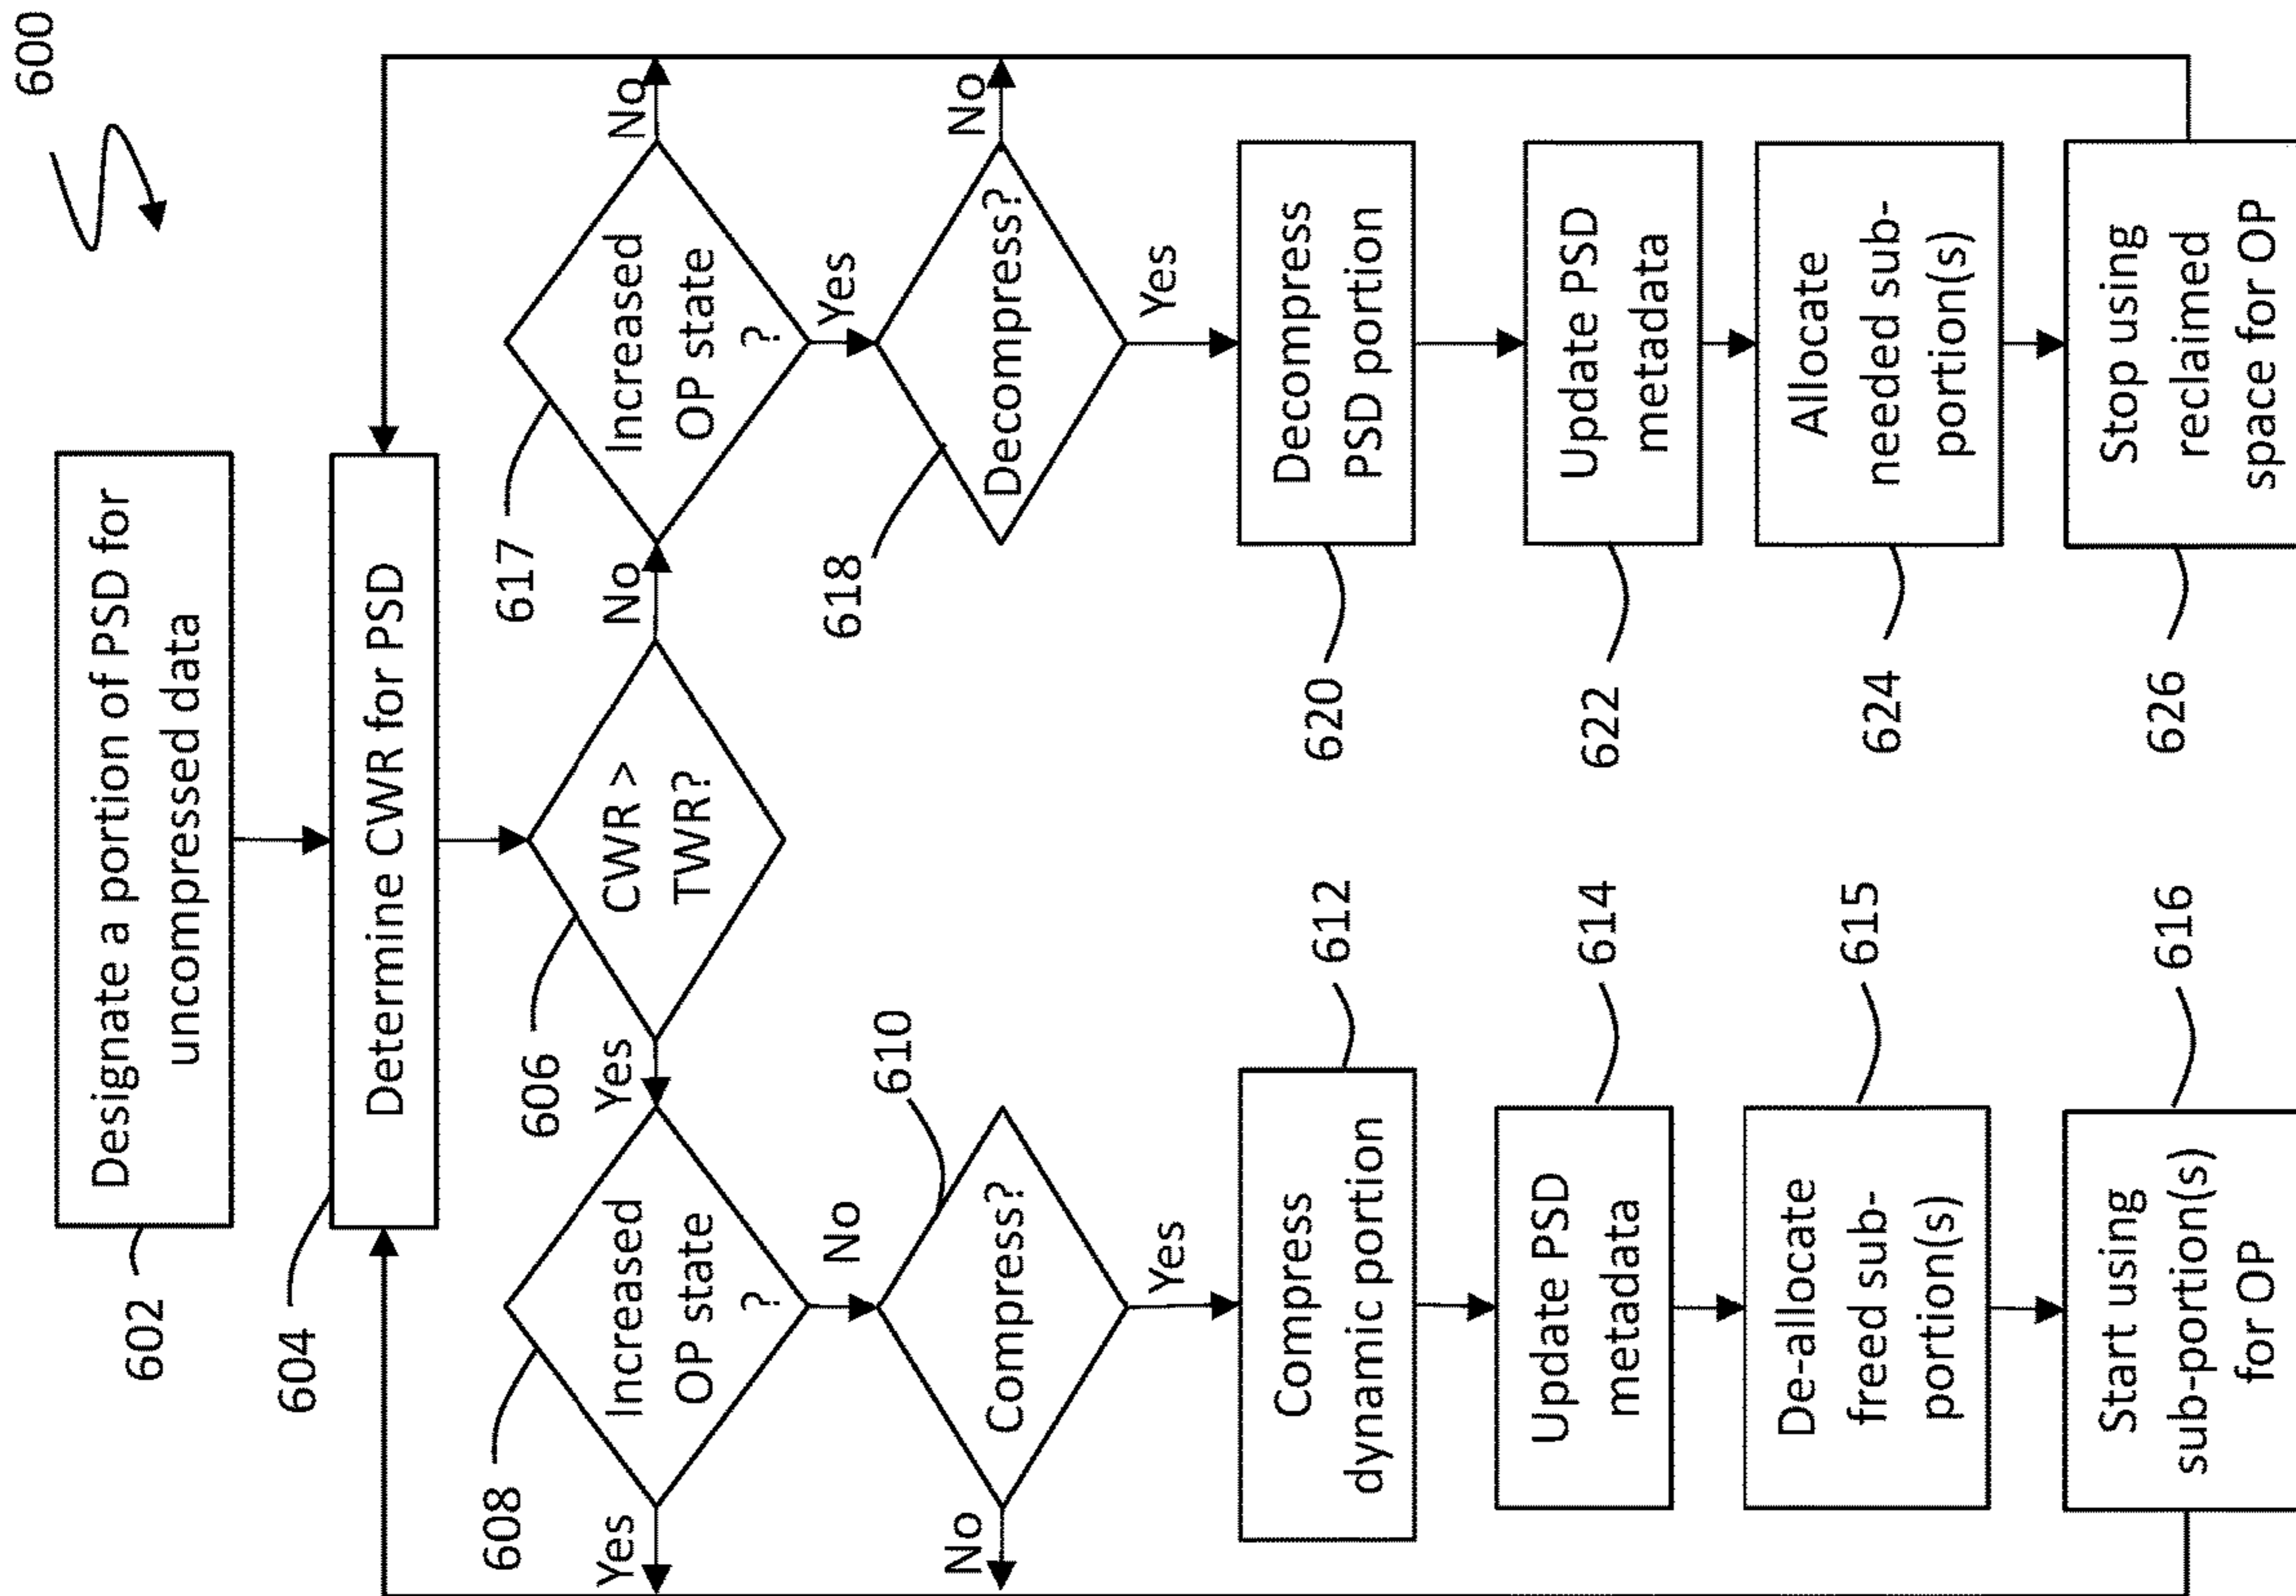 600
Designate a portion of PSD for
uncompressed data
602
Determine CWR for PSD
604
CWR >
TWR?
606
Yes
No
Increased
OP state
?
608
Yes
No
Compress?
610
No
Yes
Compress
dynamic portion
612
Update PSD
metadata
614
De-allocate
freed sub-
portion(s)
615
Start using
sub-portion(s)
for OP
616
Increased
OP state
?
617
No
Yes
Decompress?
618
No
Yes
Decompress
PSD portion
620
Update PSD
metadata
622
Allocate
needed sub-
portion(s)
624
Stop using
reclaimed
space for OP
626